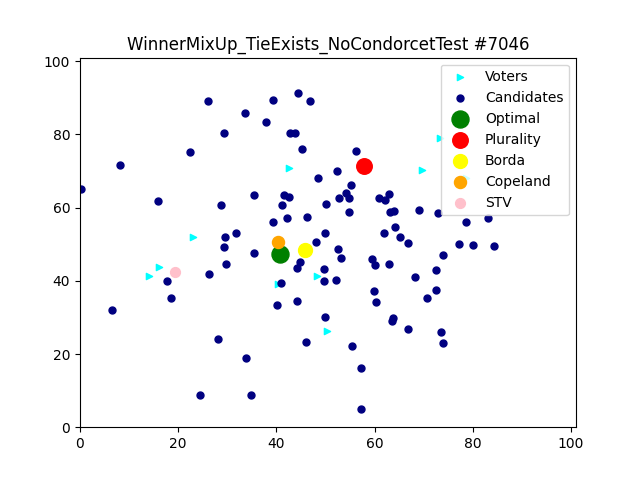 WinnerMixUp_TieExists_NoCondorcetTest #7046
100
80
60
40
20
0
0 20 40 60 80 100
Voters
Candidates
Optimal
Plurality
Borda
Copeland
STV